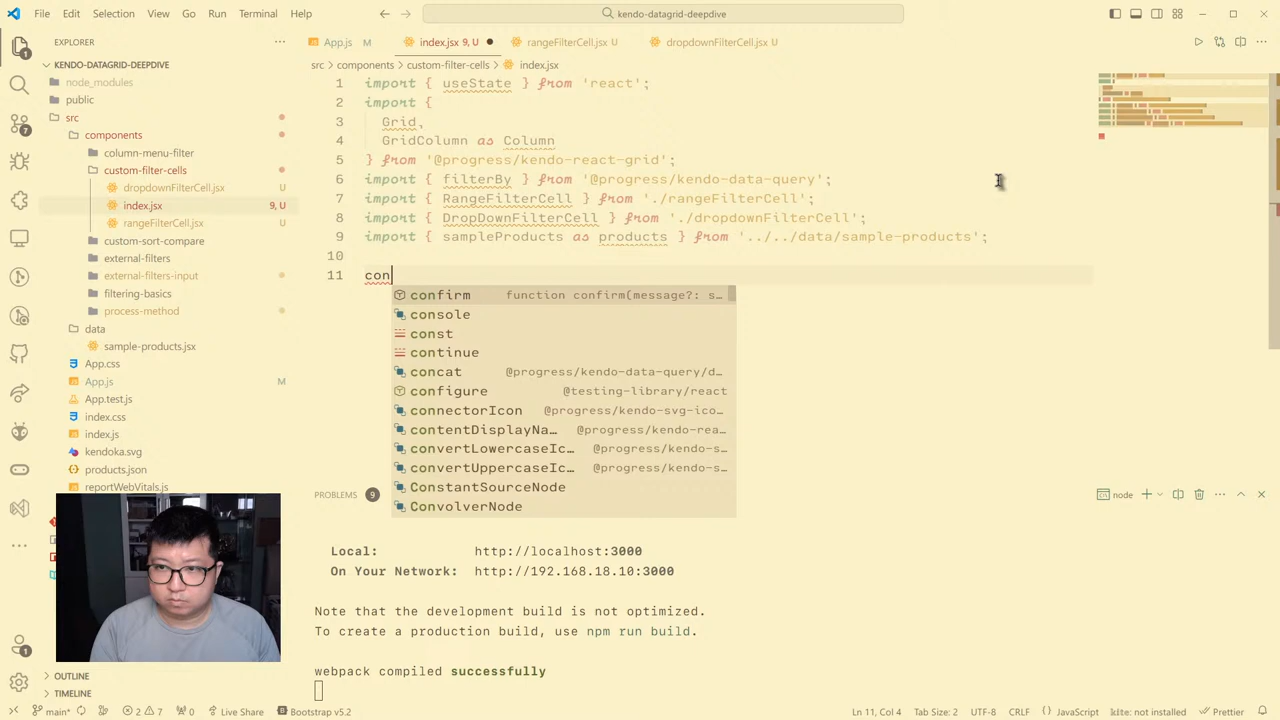 File Edit Selection View Go Run Terminal Help
kendo-datagrid-deepdive
EXPLORER
KENDO-DATAGRID-DEEPDIVE
node_modules
public
src
components
column-menu-filter
custom-filter-cells
dropdownFilterCell.jsx U
index.jsx 9, U
rangeFilterCell.jsx U
custom-sort-compare
external-filters
external-filters-input
filtering-basics
process-method
data
sample-products.jsx
App.css
App.js M
App.test.js
index.css
index.js
kendoka.svg
products.json
reportWebVitals.js
OUTLINE
TIMELINE
App.js M
index.jsx 9, U
rangeFilterCell.jsx U
dropdownFilterCell.jsx U
src > components > custom-filter-cells > index.jsx
1 import { useState } from 'react';
2 import {
3 Grid,
4 GridColumn as Column
5 } from '@progress/kendo-react-grid';
6 import { filterBy } from '@progress/kendo-data-query';
7 import { RangeFilterCell } from './rangeFilterCell';
8 import { DropDownFilterCell } from './dropdownFilterCell';
9 import { sampleProducts as products } from '../../data/sample-products';
10
11 con
confirm function confirm(message?: s…
console
const
continue
concat @progress/kendo-data-query/d…
configure @testing-library/react
connectorIcon @progress/kendo-svg-ico…
contentDisplayNa… @progress/kendo-rea…
convertLowercaseIc… @progress/kendo-s…
convertUppercaseIc… @progress/kendo-s…
ConstantSourceNode
ConvolverNode
PROBLEMS 9
node
Local: http://localhost:3000
On Your Network: http://192.168.18.10:3000
Note that the development build is not optimized.
To create a production build, use npm run build.
webpack compiled successfully
main* 2 7 0 Live Share Bootstrap v5.2
Ln 11, Col 4 Tab Size: 2 UTF-8 CRLF JavaScript kite: not installed Prettier